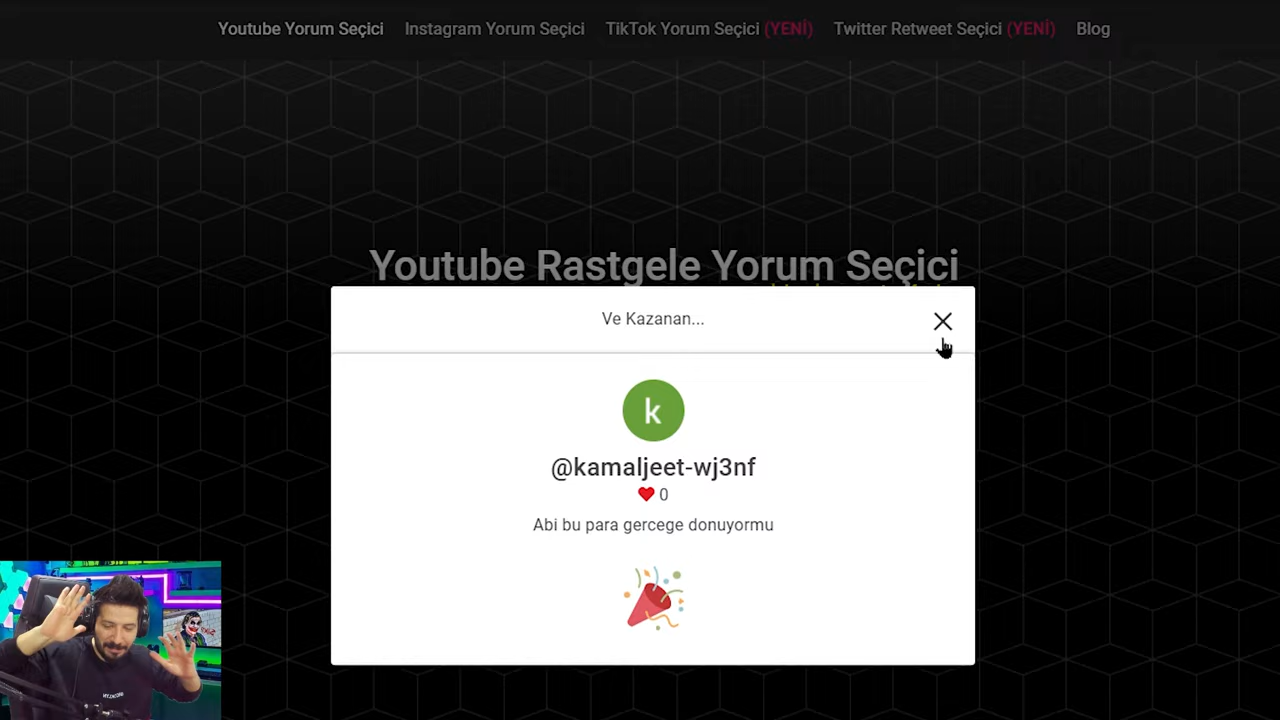 Youtube Yorum Seçici Instagram Yorum Seçici TikTok Yorum Seçici (YENİ) Twitter Retweet Seçici (YENİ) Blog
Youtube Rastgele Yorum Seçici
Ve Kazanan...
k
@kamaljeet-wj3nf
0
Abi bu para gercege donuyormu